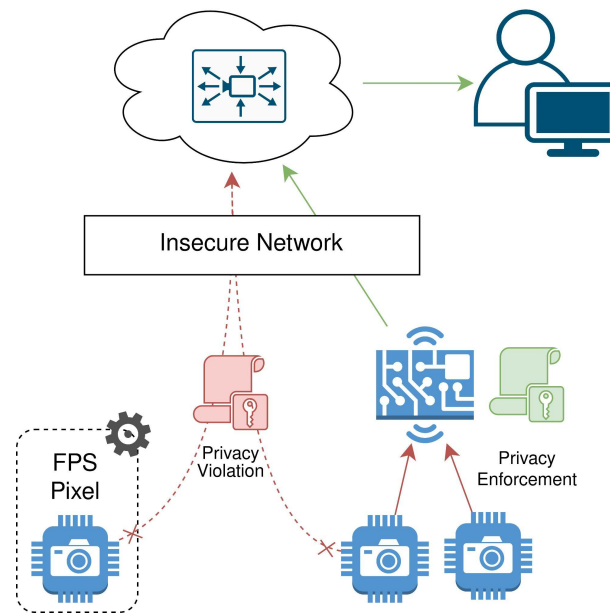 Insecure Network
Privacy
Violation
FPS
Pixel
Privacy
Enforcement